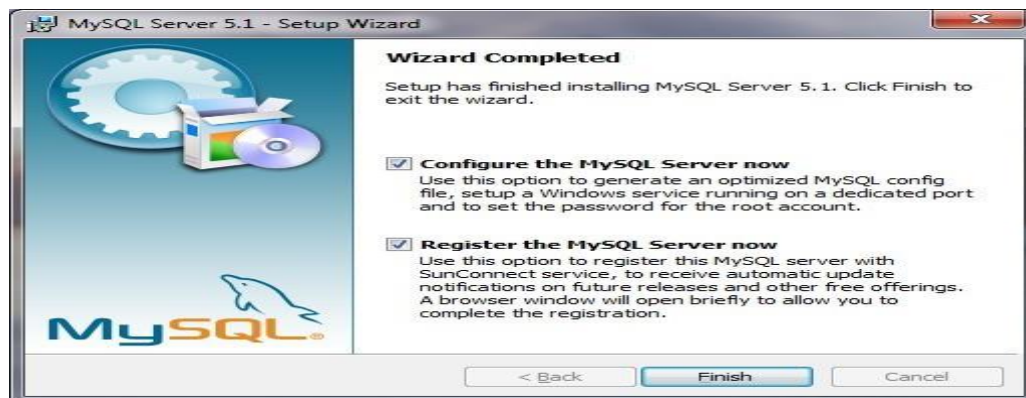 MySQL Server 5.1 - Setup Wizard
Wizard Completed
Setup has finished installing MySQL Server 5.1. Click Finish to
exit the wizard.
Configure the MySQL Server now
Use this option to generate an optimized MySQL config
file, setup a Windows service running on a dedicated port
and to set the password for the root account.
Register the MySQL Server now
Use this option to register this MySQL server with
SunConnect service, to receive automatic update
notifications on future releases and other free offerings.
A browser window will open briefly to allow you to
complete the registration.
MySQL®
< Back
Finish
Cancel